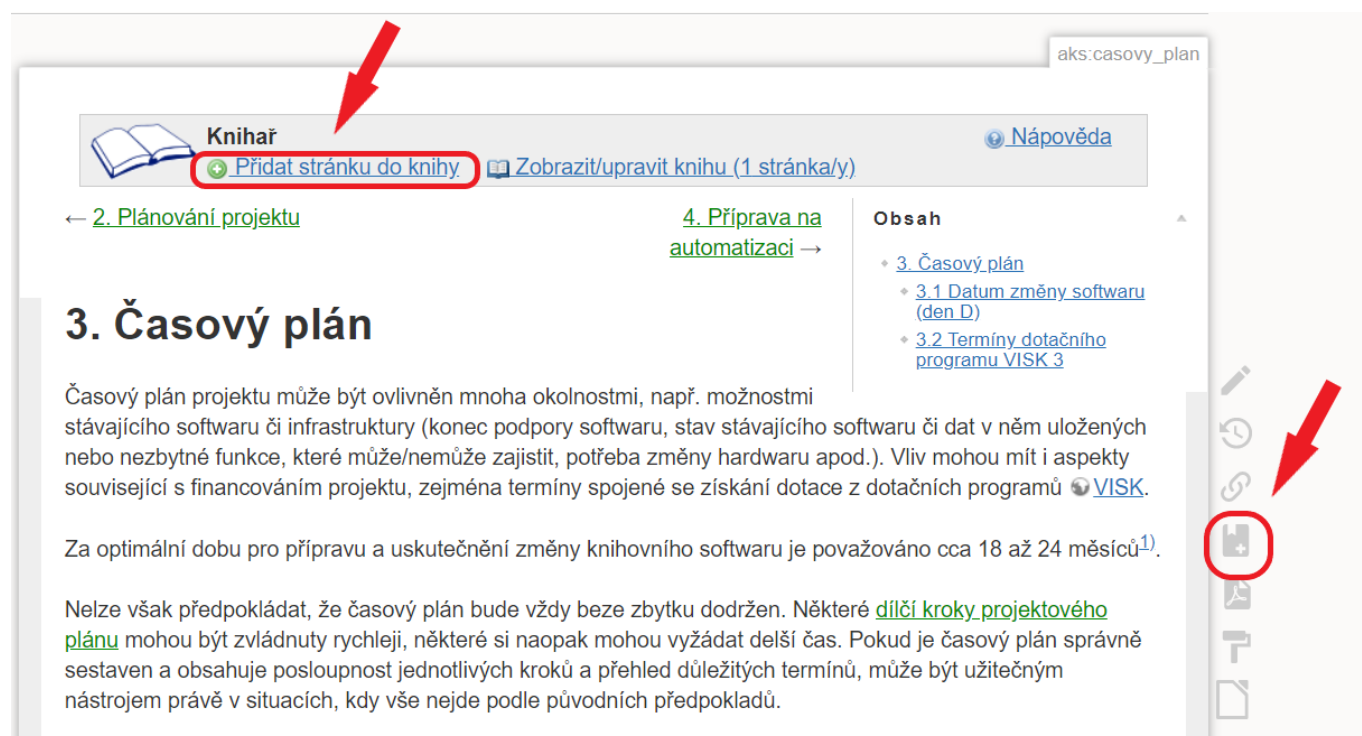 aks:casovy_plan
Knihař
Nápověda
Přidat stránku do knihy
Zobrazit/upravit knihu (1 stránka/y)
← 2. Plánování projektu
4. Příprava na
automatizaci →
Obsah
3. Časový plán
3.1 Datum změny softwaru
(den D)
3.2 Termíny dotačního
programu VISK 3
3. Časový plán
Časový plán projektu může být ovlivněn mnoha okolnostmi, např. možnostmi
stávajícího softwaru či infrastruktury (konec podpory softwaru, stav stávajícího softwaru či dat v něm uložených
nebo nezbytné funkce, které může/nemůže zajistit, potřeba změny hardwaru apod.). Vliv mohou mít i aspekty
související s financováním projektu, zejména termíny spojené se získání dotace z dotačních programů VISK.
Za optimální dobu pro přípravu a uskutečnění změny knihovního softwaru je považováno cca 18 až 24 měsíců1).
Nelze však předpokládat, že časový plán bude vždy beze zbytku dodržen. Některé dílčí kroky projektového
plánu mohou být zvládnuty rychleji, některé si naopak mohou vyžádat delší čas. Pokud je časový plán správně
sestaven a obsahuje posloupnost jednotlivých kroků a přehled důležitých termínů, může být užitečným
nástrojem právě v situacích, kdy vše nejde podle původních předpokladů.